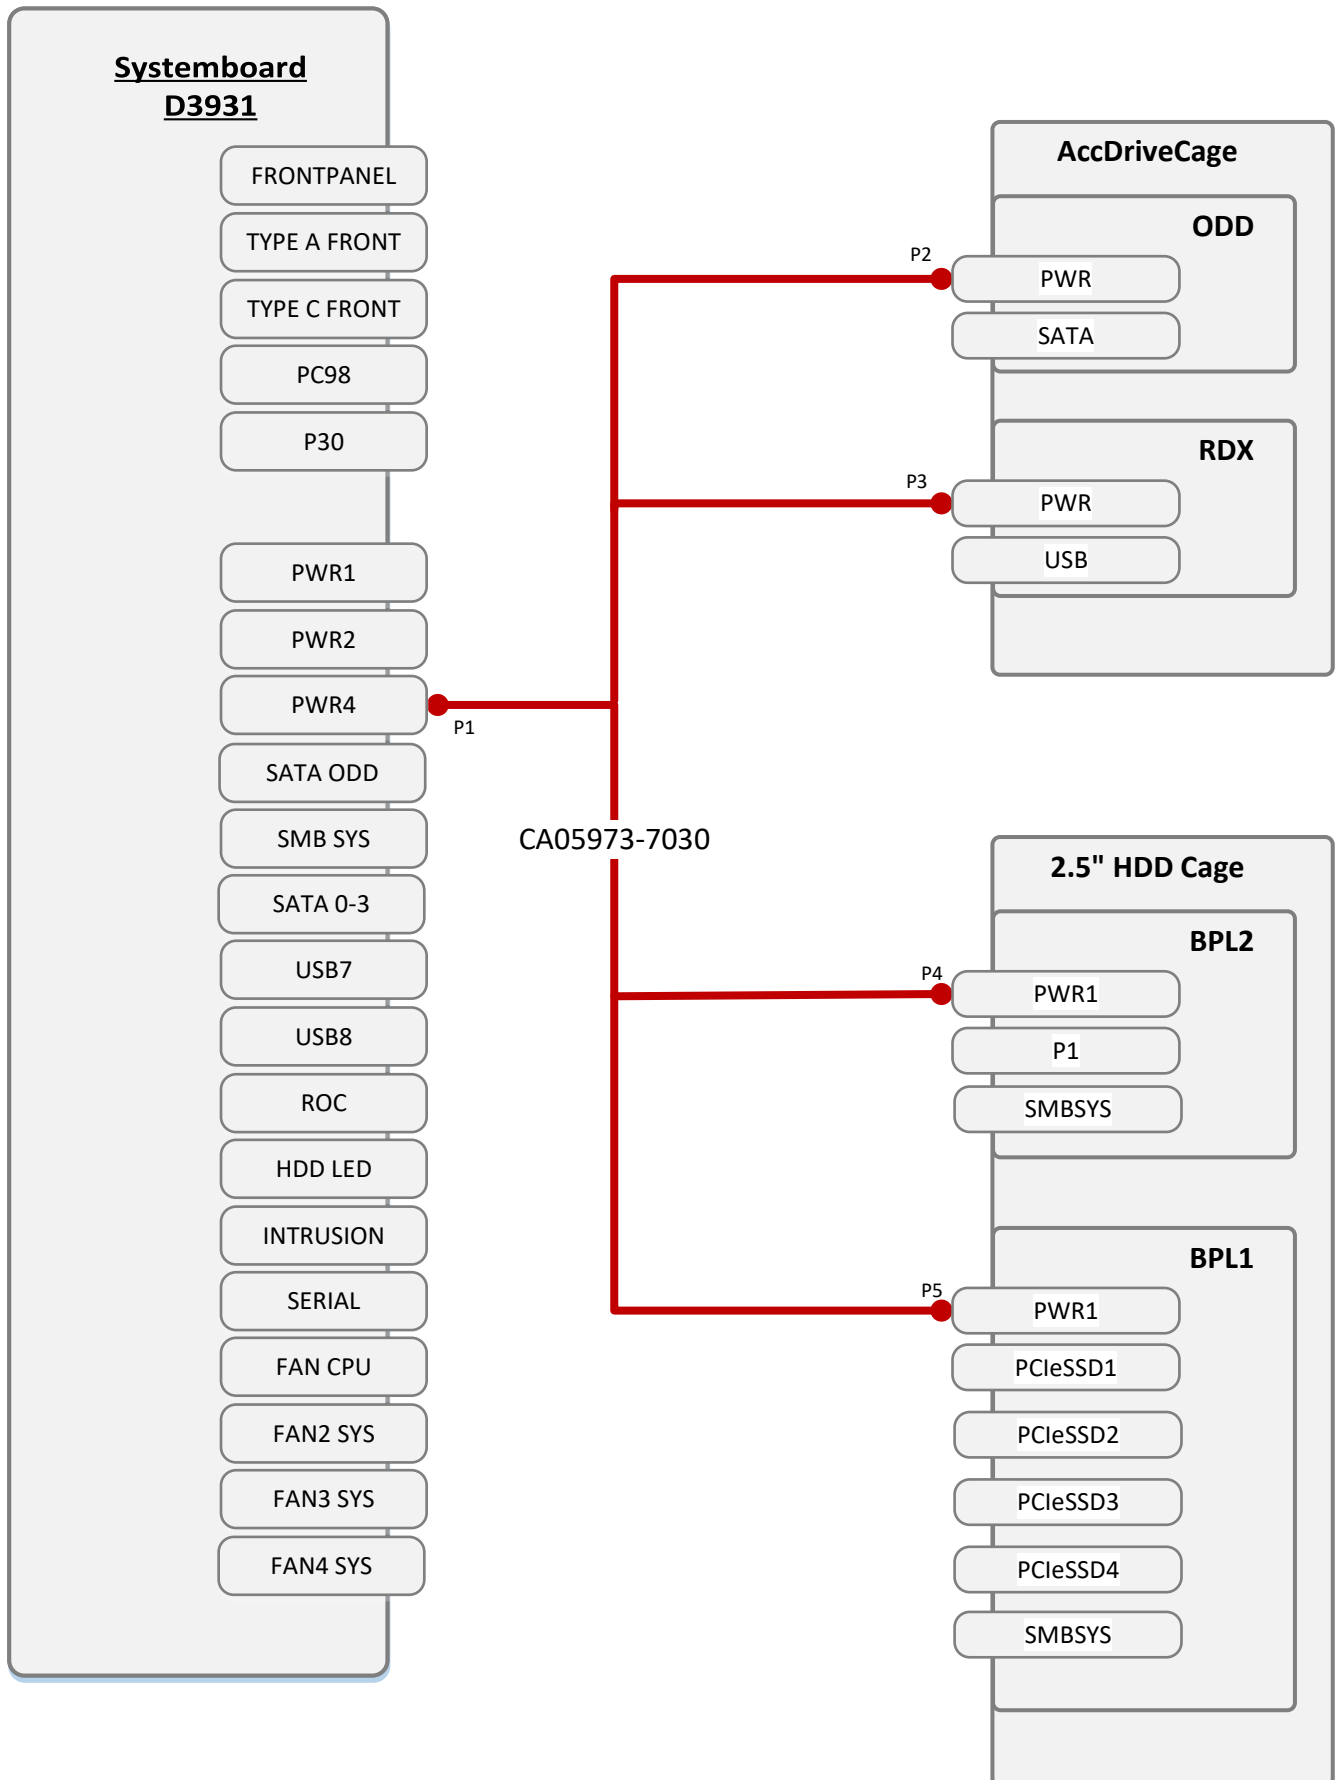 Systemboard
D3931
FRONTPANEL
TYPE A FRONT
TYPE C FRONT
PC98
P30
PWR1
PWR2
PWR4
SATA ODD
SMB SYS
SATA 0-3
USB7
USB8
ROC
HDD LED
INTRUSION
SERIAL
FAN CPU
FAN2 SYS
FAN3 SYS
FAN4 SYS
P1
CA05973-7030
AccDriveCage
ODD
P2
PWR
SATA
RDX
P3
PWR
USB
2.5" HDD Cage
BPL2
P4
PWR1
P1
SMBSYS
BPL1
P5
PWR1
PCIeSSD1
PCIeSSD2
PCIeSSD3
PCIeSSD4
SMBSYS